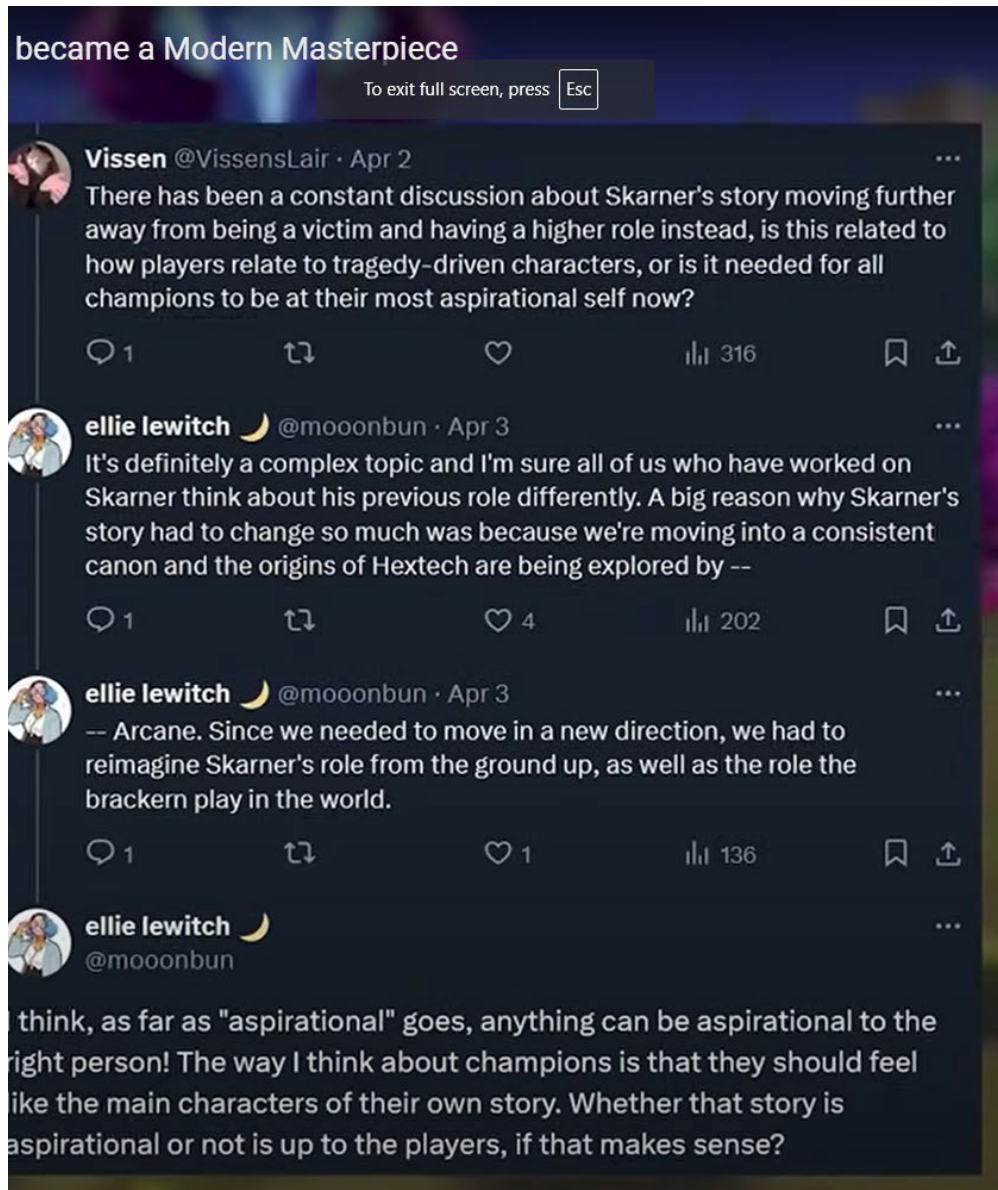 became a Modern Masterpiece
To exit full screen, press Esc
Vissen @VissensLair · Apr 2
There has been a constant discussion about Skarner's story moving further
away from being a victim and having a higher role instead, is this related to
how players relate to tragedy-driven characters, or is it needed for all
champions to be at their most aspirational self now?
1 316
ellie lewitch 🌙 @mooonbun · Apr 3
It's definitely a complex topic and I'm sure all of us who have worked on
Skarner think about his previous role differently. A big reason why Skarner's
story had to change so much was because we're moving into a consistent
canon and the origins of Hextech are being explored by --
1 4 202
ellie lewitch 🌙 @mooonbun · Apr 3
-- Arcane. Since we needed to move in a new direction, we had to
reimagine Skarner's role from the ground up, as well as the role the
brackern play in the world.
1 1 136
ellie lewitch 🌙
@mooonbun
I think, as far as "aspirational" goes, anything can be aspirational to the
right person! The way I think about champions is that they should feel
like the main characters of their own story. Whether that story is
aspirational or not is up to the players, if that makes sense?